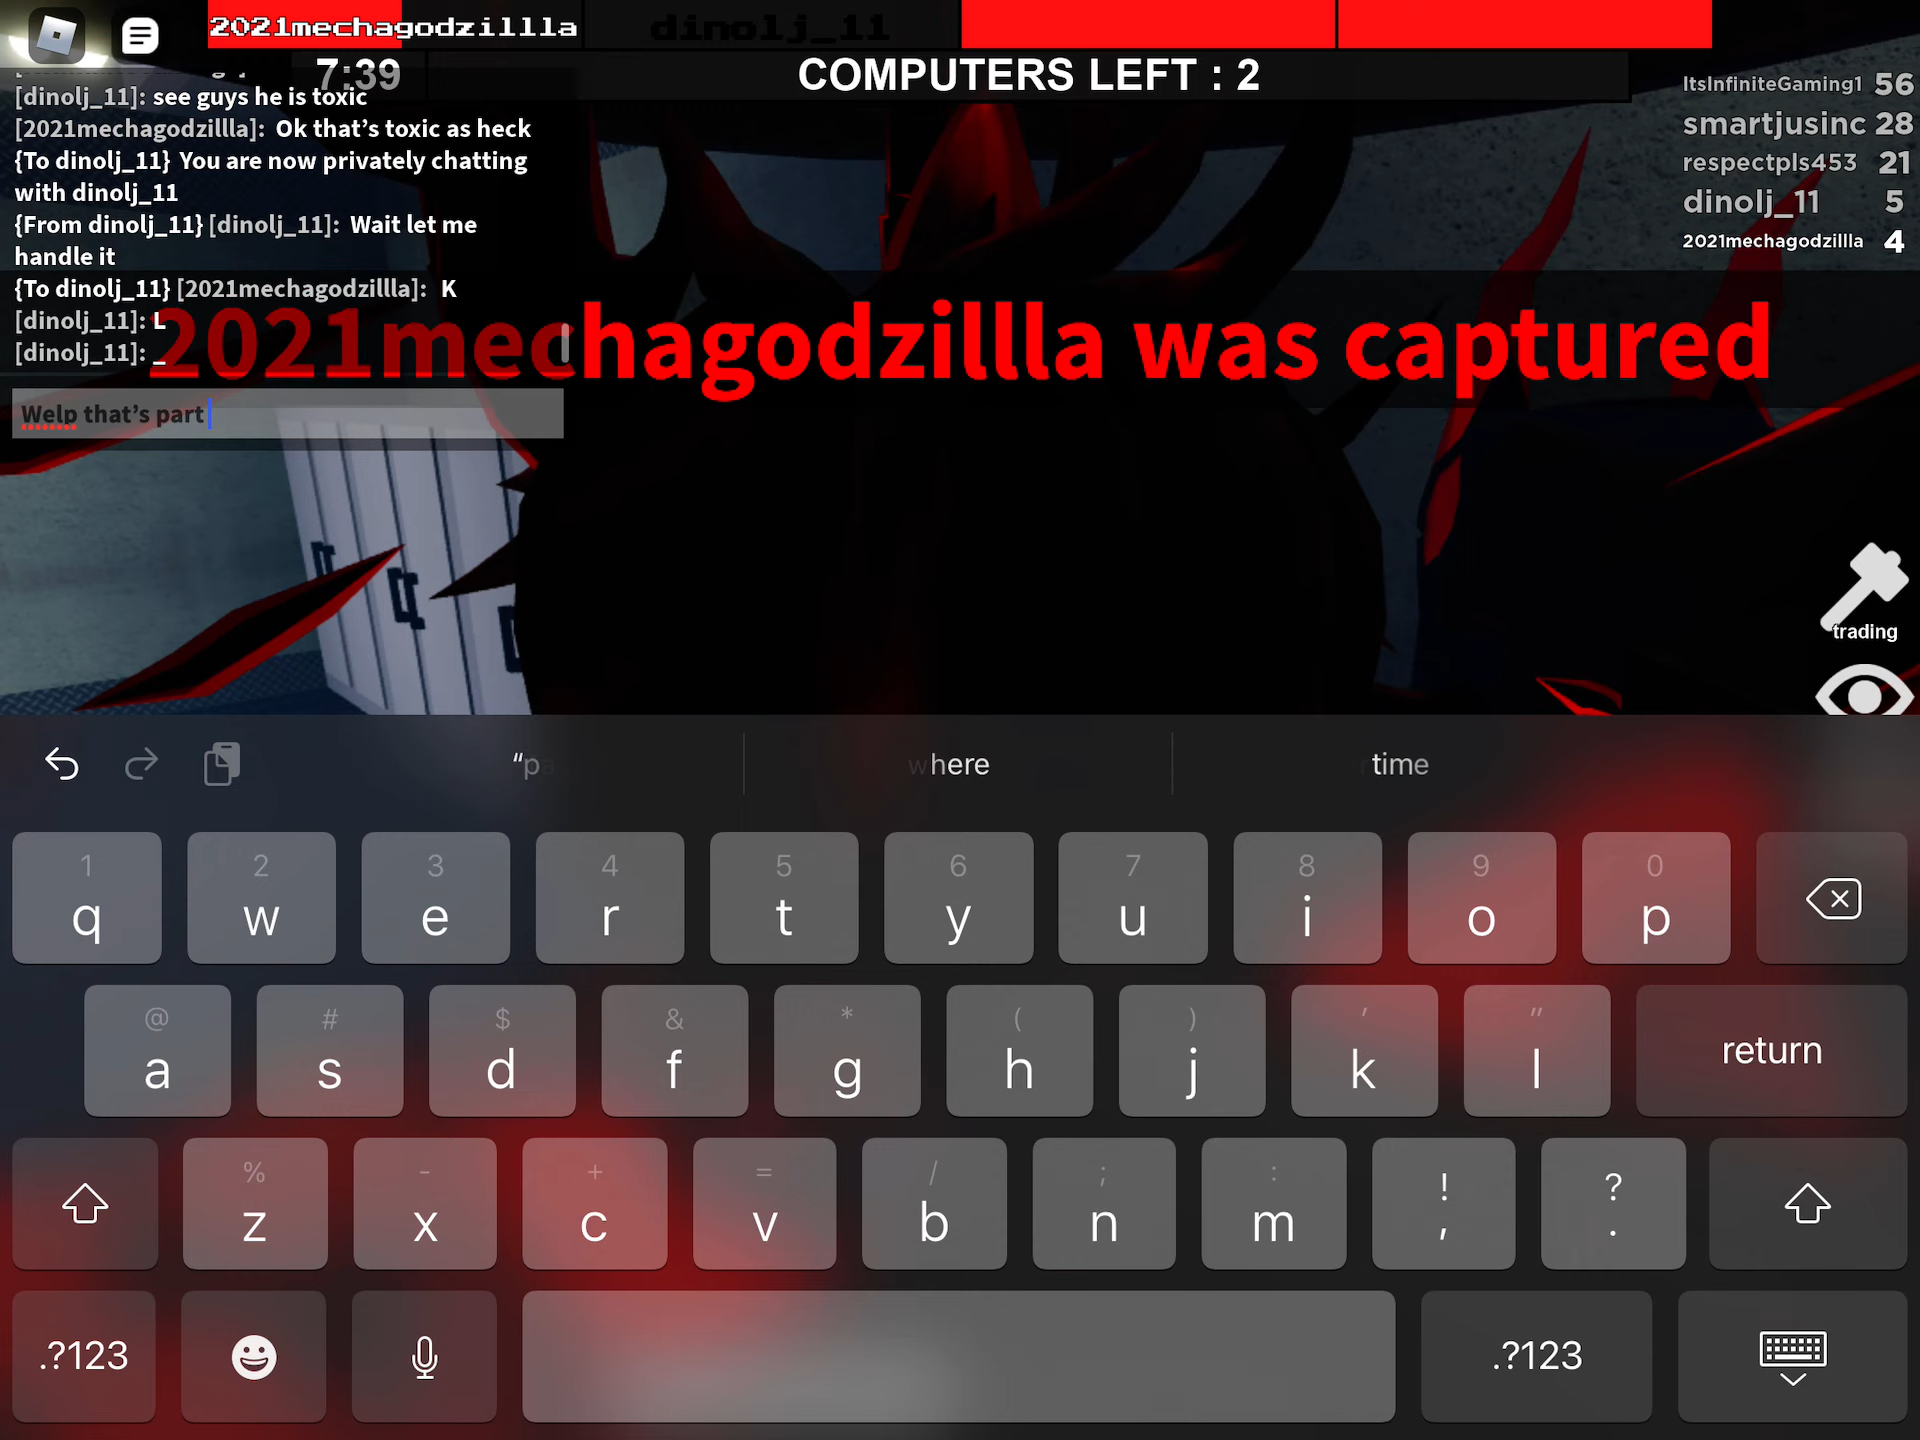 2021mechagodzillla
dinolj_11
7:39
COMPUTERS LEFT : 2
[dinolj_11]: see guys he is toxic
[2021mechagodzillla]: Ok that's toxic as heck
{To dinolj_11} You are now privately chatting
with dinolj_11
{From dinolj_11} [dinolj_11]: Wait let me
handle it
{To dinolj_11} [2021mechagodzillla]: K
[dinolj_11]: L
[dinolj_11]: _
ItsInfiniteGaming1 56
smartjusinc 28
respectpls453 21
dinolj_11 5
2021mechagodzillla 4
2021mechagodzillla was captured
Welp that's part
trading
here time
1 2 3 4 5 6 7 8 9 0
q w e r t y u i o p
@ # $ & * ( ) ' "
a s d f g h j k l return
% - + = / ; : ! ?
z x c v b n m , .
.?123 .?123